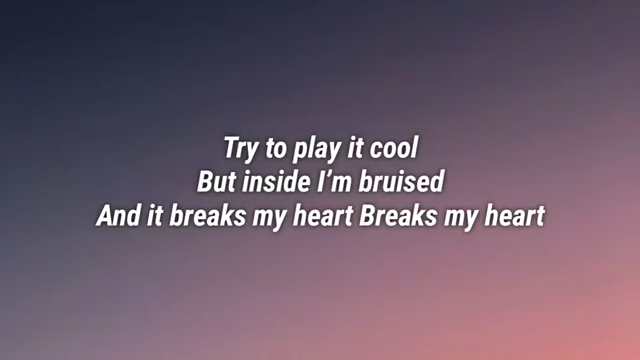 Try to play it cool
But inside I’m bruised
And it breaks my heart Breaks my heart